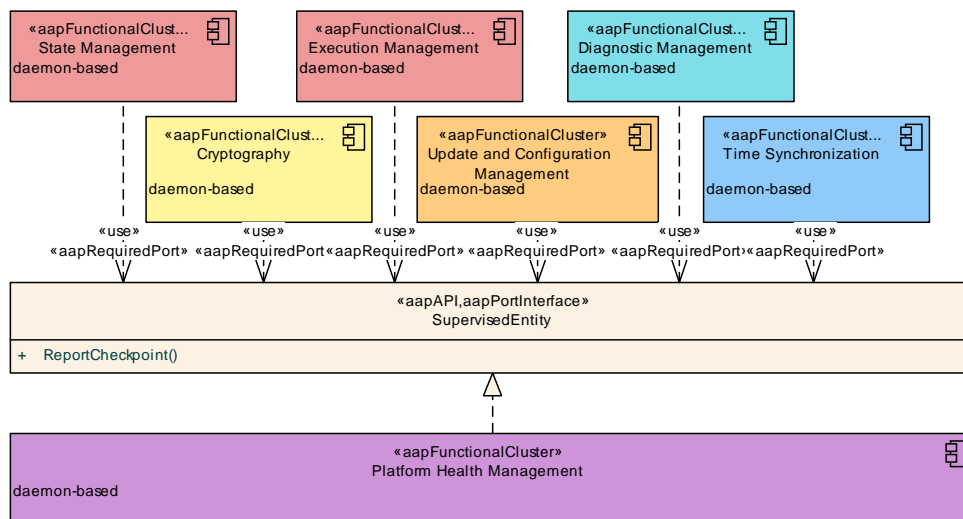 «aapFunctionalClust...
State Management
daemon-based
«aapFunctionalClust...
Execution Management
daemon-based
«aapFunctionalClust...
Diagnostic Management
daemon-based
«aapFunctionalClust...
Cryptography
daemon-based
«aapFunctionalCluster»
Update and Configuration
Management
daemon-based
«aapFunctionalClust...
Time Synchronization
daemon-based
«use»
«aapRequiredPort»
«use»
«aapRequiredPort»
«use»
«aapRequiredPort»
«use»
«aapRequiredPort»
«use»
«aapRequiredPort»
«use»
«aapRequiredPort»
«aapAPI,aapPortInterface»
SupervisedEntity
+ ReportCheckpoint()
«aapFunctionalCluster»
Platform Health Management
daemon-based